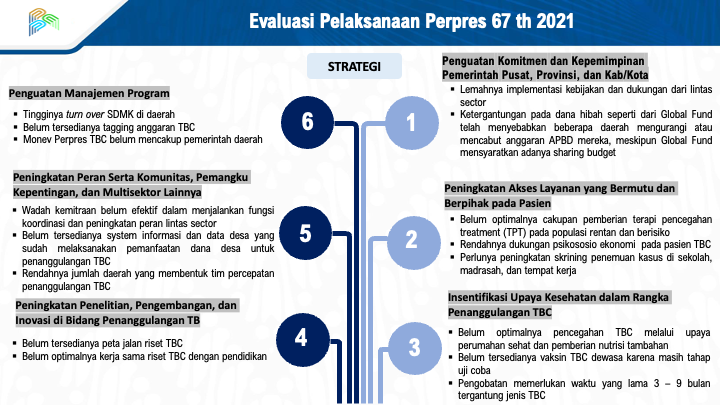 Evaluasi Pelaksanaan Perpres 67 th 2021
STRATEGI
1
Penguatan Komitmen dan Kepemimpinan
Pemerintah Pusat, Provinsi, dan Kab/Kota
▪ Lemahnya implementasi kebijakan dan dukungan dari lintas
sector
▪ Ketergantungan pada dana hibah seperti dari Global Fund
telah menyebabkan beberapa daerah mengurangi atau
mencabut anggaran APBD mereka, meskipun Global Fund
mensyaratkan adanya sharing budget
2
Peningkatan Akses Layanan yang Bermutu dan
Berpihak pada Pasien
▪ Belum optimalnya cakupan pemberian terapi pencegahan
treatment (TPT) pada populasi rentan dan berisiko
▪ Rendahnya dukungan psikososio ekonomi pada pasien TBC
▪ Perlunya peningkatan skrining penemuan kasus di sekolah,
madrasah, dan tempat kerja
3
Insentifikasi Upaya Kesehatan dalam Rangka
Penanggulangan TBC
▪ Belum optimalnya pencegahan TBC melalui upaya
perumahan sehat dan pemberian nutrisi tambahan
▪ Belum tersedianya vaksin TBC dewasa karena masih tahap
uji coba
▪ Pengobatan memerlukan waktu yang lama 3 – 9 bulan
tergantung jenis TBC
4
Peningkatan Penelitian, Pengembangan, dan
Inovasi di Bidang Penanggulangan TB
▪ Belum tersedianya peta jalan riset TBC
▪ Belum optimalnya kerja sama riset TBC dengan pendidikan
5
Peningkatan Peran Serta Komunitas, Pemangku
Kepentingan, dan Multisektor Lainnya
▪ Wadah kemitraan belum efektif dalam menjalankan fungsi
koordinasi dan peningkatan peran lintas sector
▪ Belum tersedianya system informasi dan data desa yang
sudah melaksanakan pemanfaatan dana desa untuk
penanggulangan TBC
▪ Rendahnya jumlah daerah yang membentuk tim percepatan
penanggulangan TBC
6
Penguatan Manajemen Program
▪ Tingginya turn over SDMK di daerah
▪ Belum tersedianya tagging anggaran TBC
▪ Monev Perpres TBC belum mencakup pemerintah daerah